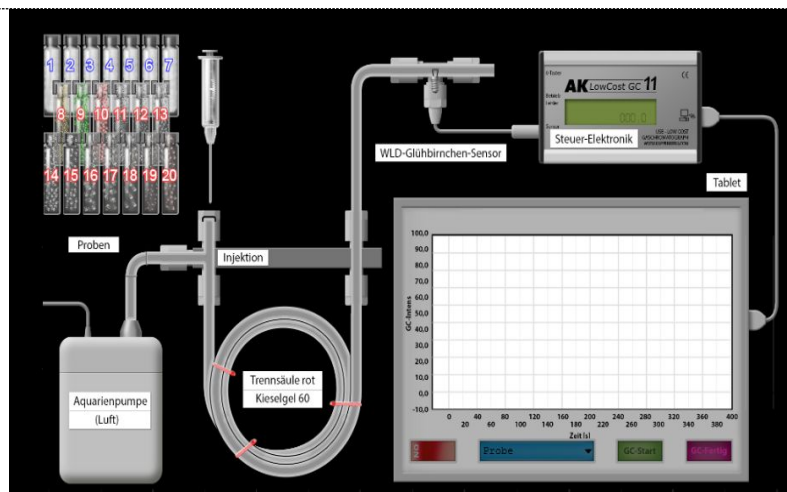 1 2 3 4 5 6 7
8 9 10 11 12 13
14 15 16 17 18 19 20
Proben
Injektion
Aquarienpumpe
(Luft)
Trennsäule rot
Kieselgel 60
WLD-Glühbirnchen-Sensor
AK LowCost GC 11
000.0
Steuer-Elektronik
Tablet
GC-Intens
100,0
90,0
80,0
70,0
60,0
50,0
40,0
30,0
20,0
10,0
0,0
-10,0
0 40 80 120 160 200 240 280 320 360 400
20 60 100 140 180 220 260 300 340 380
Zeit [s]
Probe
GC-Start
GC-Fertig